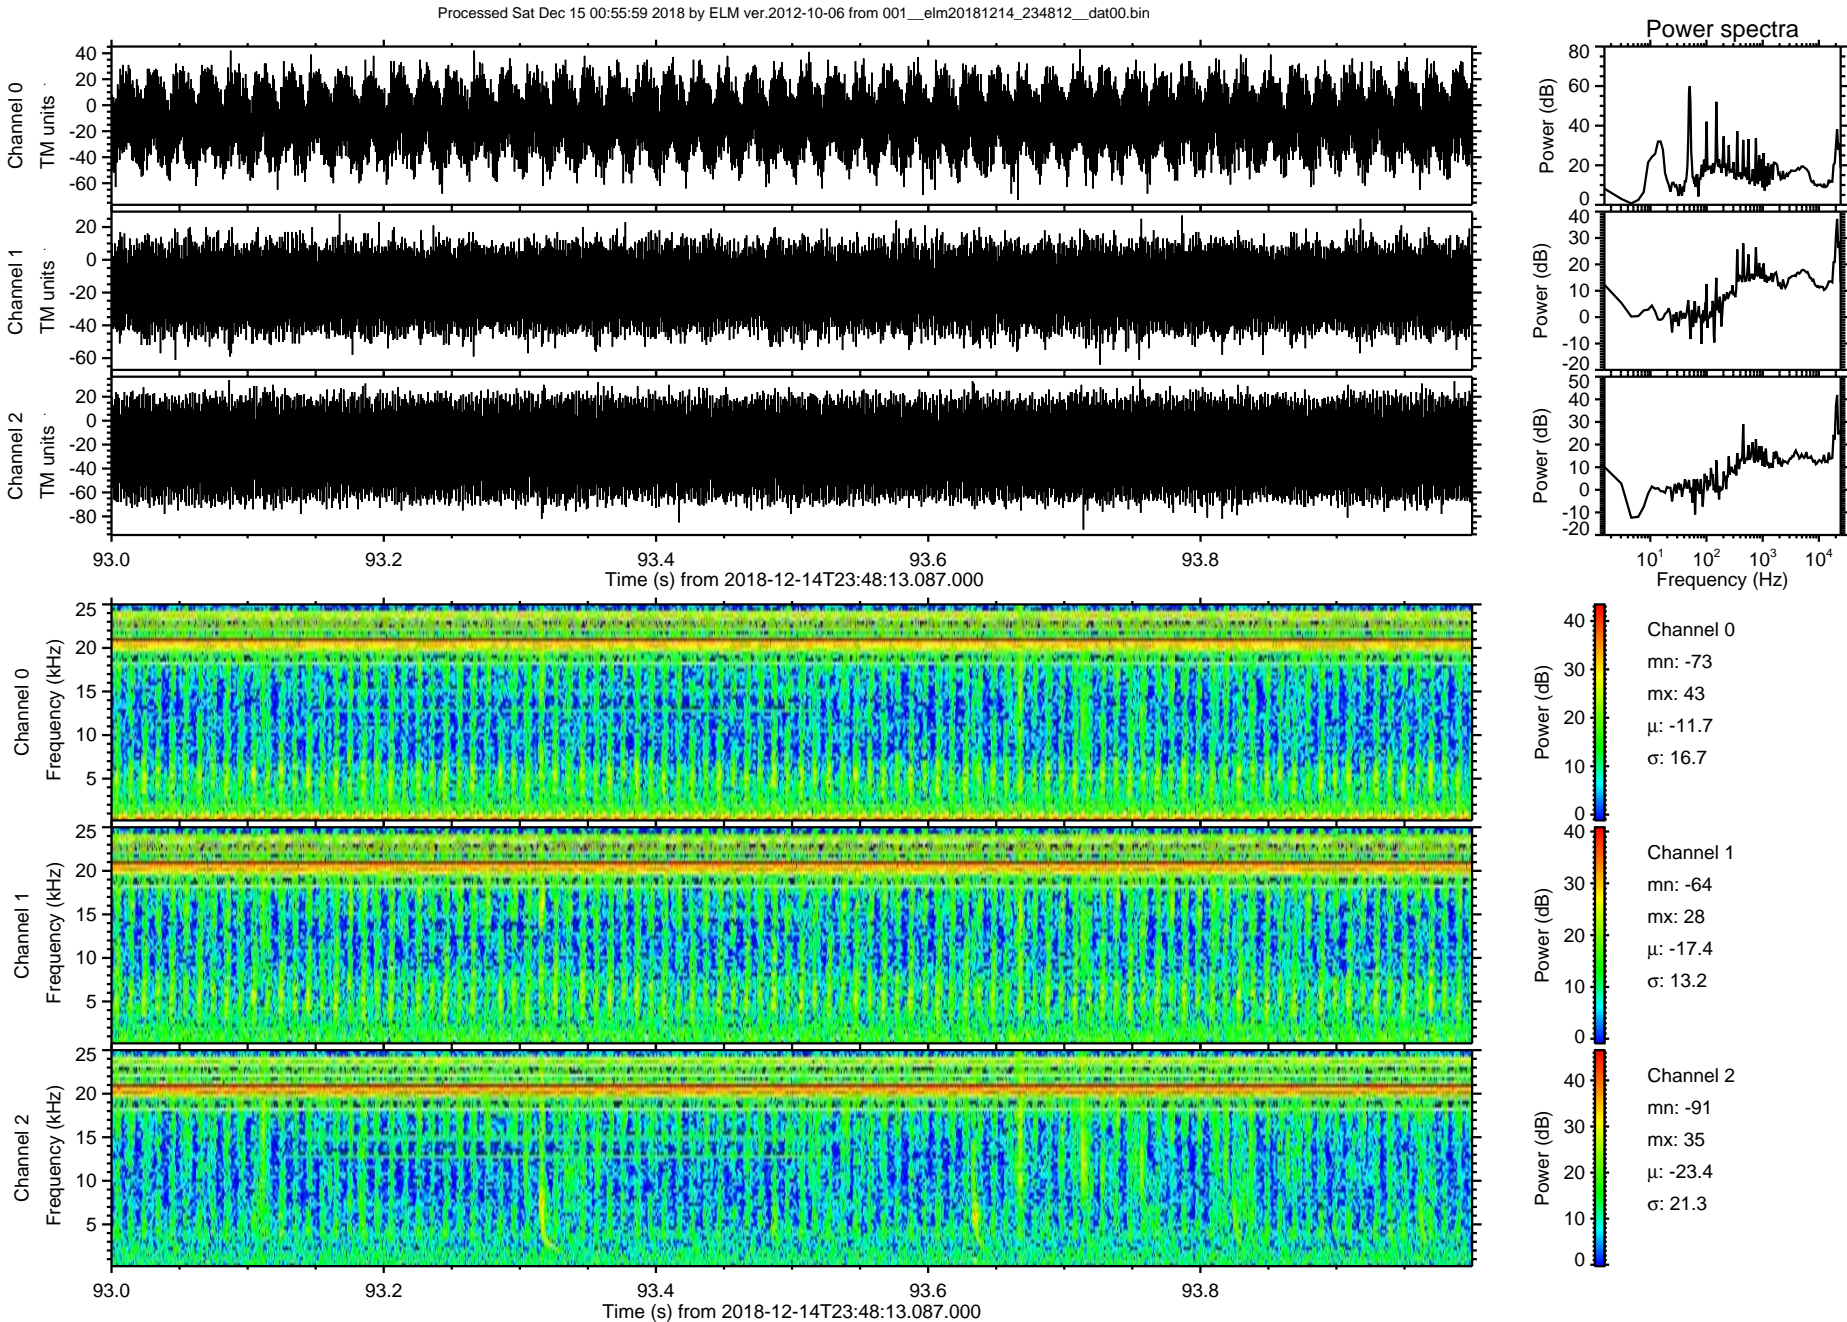 Processed Sat Dec 15 00:55:59 2018 by ELM ver.2012-10-06 from 001__elm20181214_234812__dat00.bin
Power spectra
Channel 0
TM units
40
20
0
-20
-40
-60
Power (dB)
80
60
40
20
0
Channel 1
TM units
20
0
-20
-40
-60
Power (dB)
40
30
20
10
0
-10
-20
Channel 2
TM units
20
0
-20
-40
-60
-80
Power (dB)
50
40
30
20
10
0
-10
-20
93.0 93.2 93.4 93.6 93.8
Time (s) from 2018-12-14T23:48:13.087.000
10¹ 10² 10³ 10⁴
Frequency (Hz)
Channel 0
Frequency (kHz)
25
20
15
10
5
Power (dB)
40
30
20
10
0
Channel 0
mn: -73
mx: 43
μ: -11.7
σ: 16.7
Channel 1
Frequency (kHz)
25
20
15
10
5
Power (dB)
40
30
20
10
0
Channel 1
mn: -64
mx: 28
μ: -17.4
σ: 13.2
Channel 2
Frequency (kHz)
25
20
15
10
5
Power (dB)
40
30
20
10
0
Channel 2
mn: -91
mx: 35
μ: -23.4
σ: 21.3
93.0 93.2 93.4 93.6 93.8
Time (s) from 2018-12-14T23:48:13.087.000